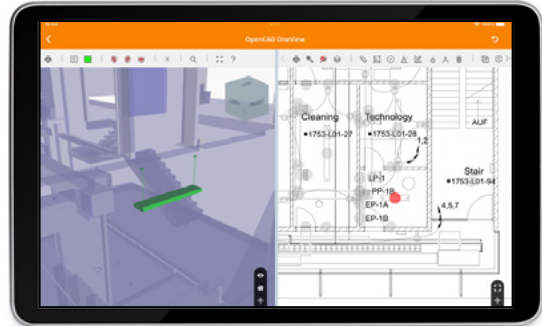 OpenCAD OneView
Cleaning
1753-L01-27
Technology
1753-L01-28
1,2
AUF
Stair
1753-L01-94
LP-1
PP-1B
EP-1A
EP-1B
4,5,7